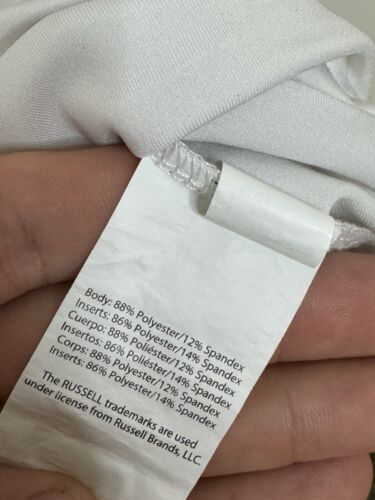 Body: 88% Polyester/12% Spandex
Inserts: 86% Polyester/14% Spandex
Cuerpo: 88% Poliéster/12% Spandex
Insertos: 86% Poliéster/14% Spandex
Corps: 88% Polyester/12% Spandex
Inserts: 86% Polyester/14% Spandex
The RUSSELL trademarks are used
under license from Russell Brands, LLC.